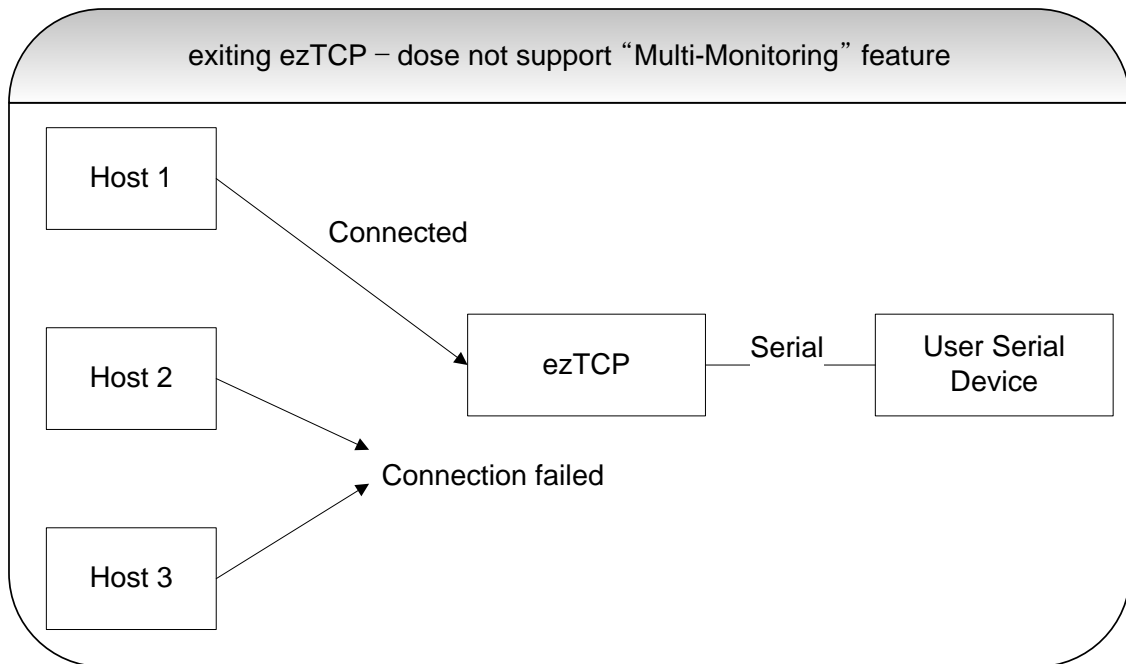 exiting ezTCP – dose not support “Multi-Monitoring” feature
Host 1
Connected
Host 2
ezTCP
Serial
User Serial
Device
Connection failed
Host 3